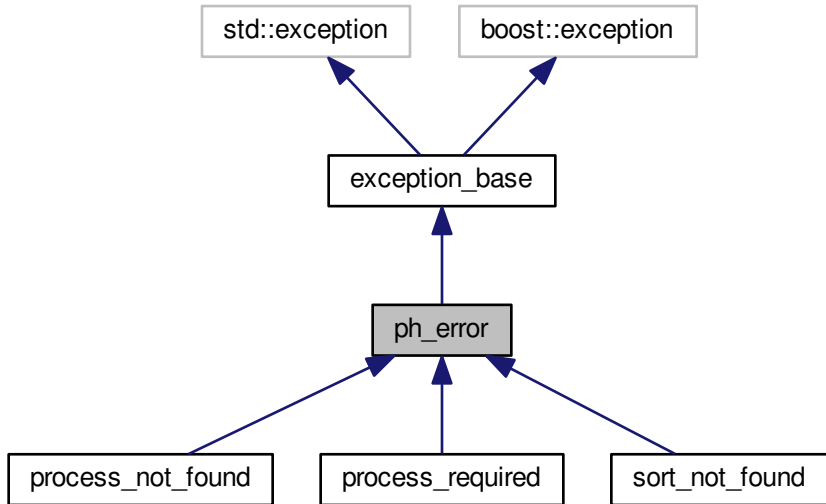 std::exception
boost::exception
exception_base
ph_error
process_not_found
process_required
sort_not_found